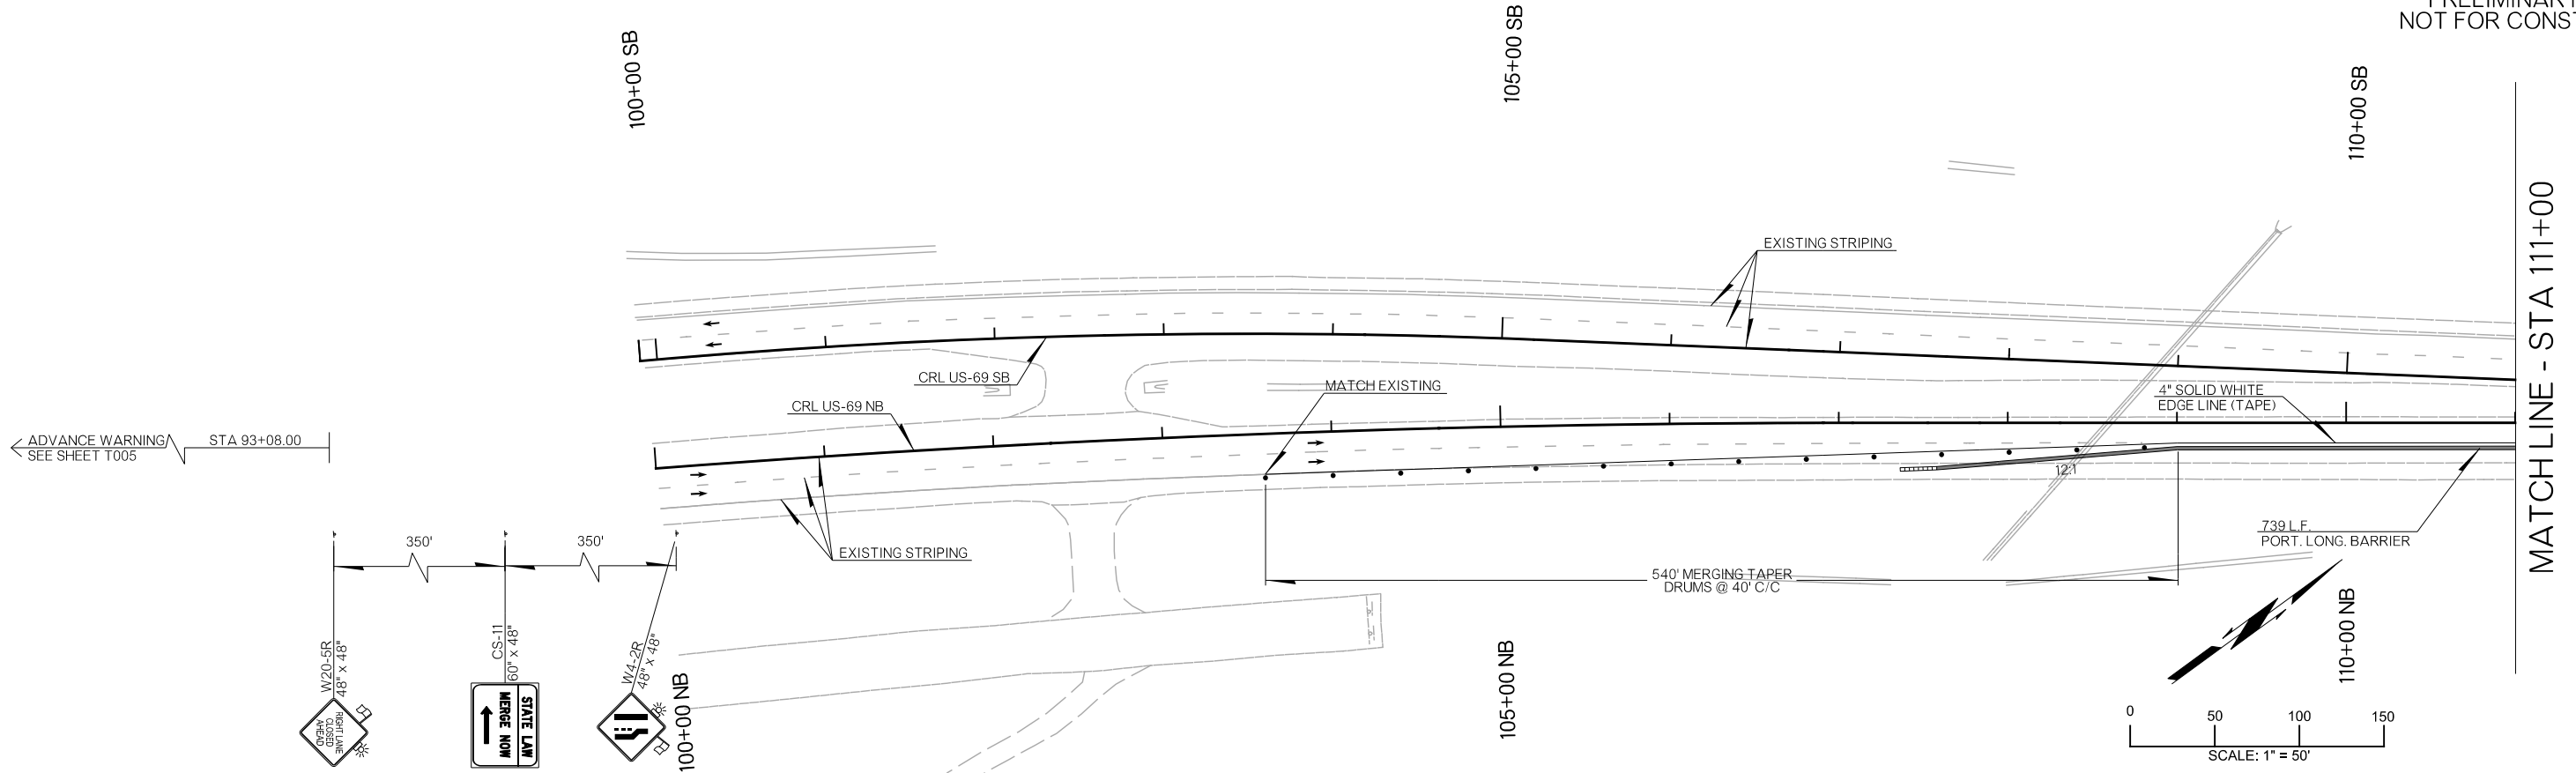 NOT FOR CONST
100+00 SB
105+00 SB
110+00 SB
MATCH LINE - STA 111+00
EXISTING STRIPING
CRL US-69 SB
MATCH EXISTING
4" SOLID WHITE
EDGE LINE (TAPE)
CRL US-69 NB
ADVANCE WARNING
SEE SHEET T005
STA 93+08.00
12:1
739 L.F.
PORT. LONG. BARRIER
EXISTING STRIPING
350'
350'
540' MERGING TAPER
DRUMS @ 40' C/C
W20-5R
48" x 48"
CS-11
60" x 48"
W4-2R
48" x 48"
RIGHT LANE
CLOSED
AHEAD
STATE LAW
MERGE NOW
100+00 NB
105+00 NB
110+00 NB
0 50 100 150
SCALE: 1" = 50'